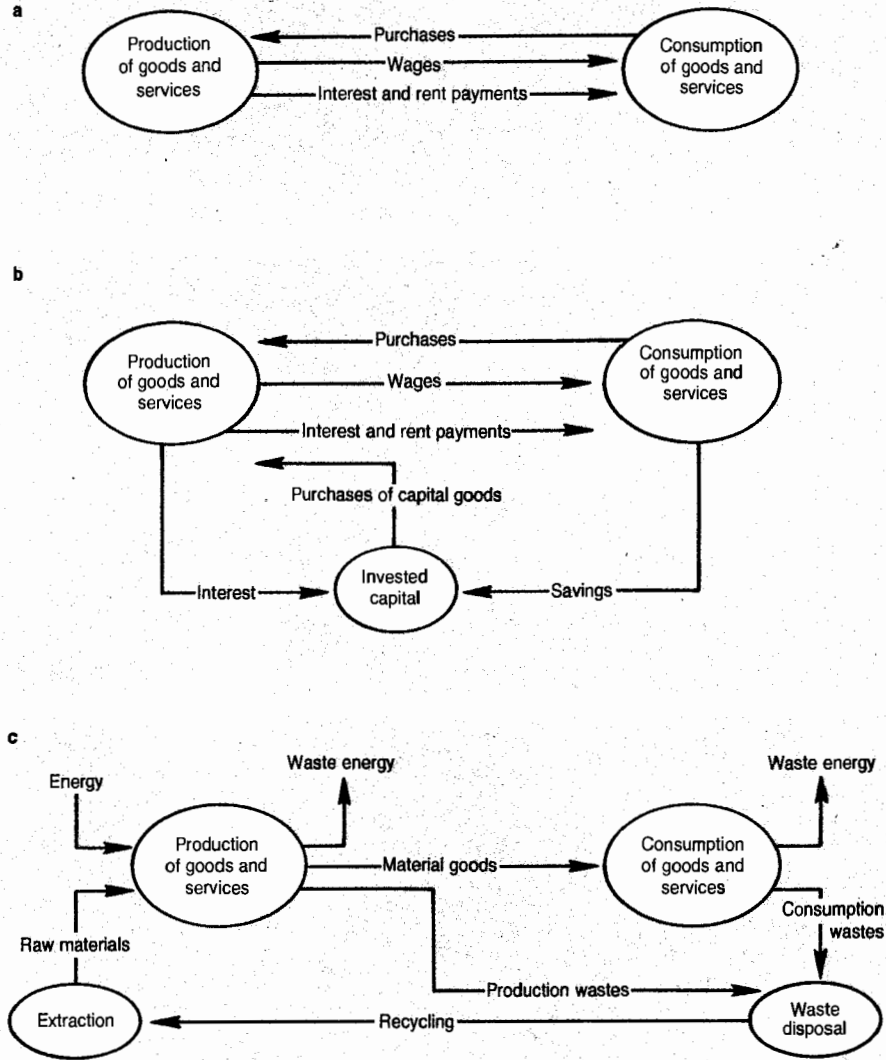 a
Production
of goods and
services
Purchases
Wages
Interest and rent payments
Consumption
of goods and
services
b
Production
of goods and
services
Purchases
Wages
Interest and rent payments
Purchases of capital goods
Consumption
of goods and
services
Interest
Invested
capital
Savings
c
Energy
Waste energy
Waste energy
Production
of goods and
services
Material goods
Consumption
of goods and
services
Raw materials
Consumption
wastes
Production wastes
Extraction
Recycling
Waste
disposal